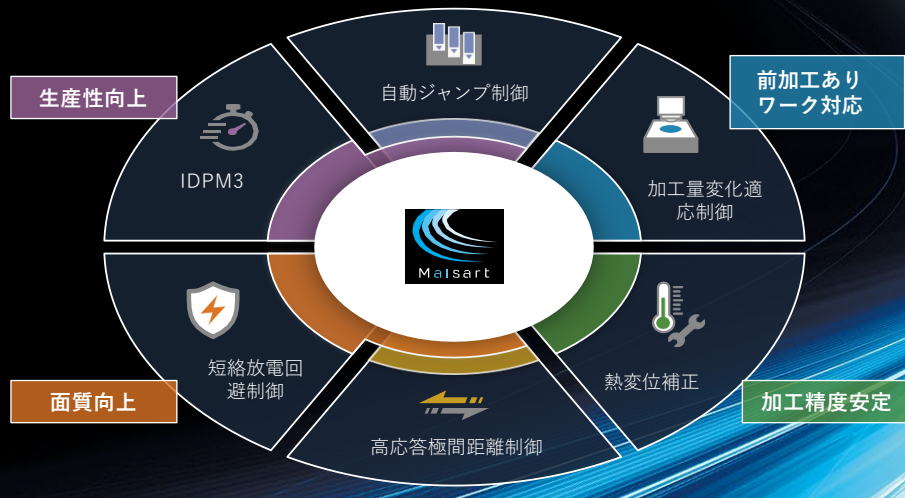 生産性向上
自動ジャンプ制御
前加工あり
ワーク対応
IDPM3
加工量変化適
応制御
Maisart
短絡放電回
避制御
熱変位補正
面質向上
高応答極間距離制御
加工精度安定